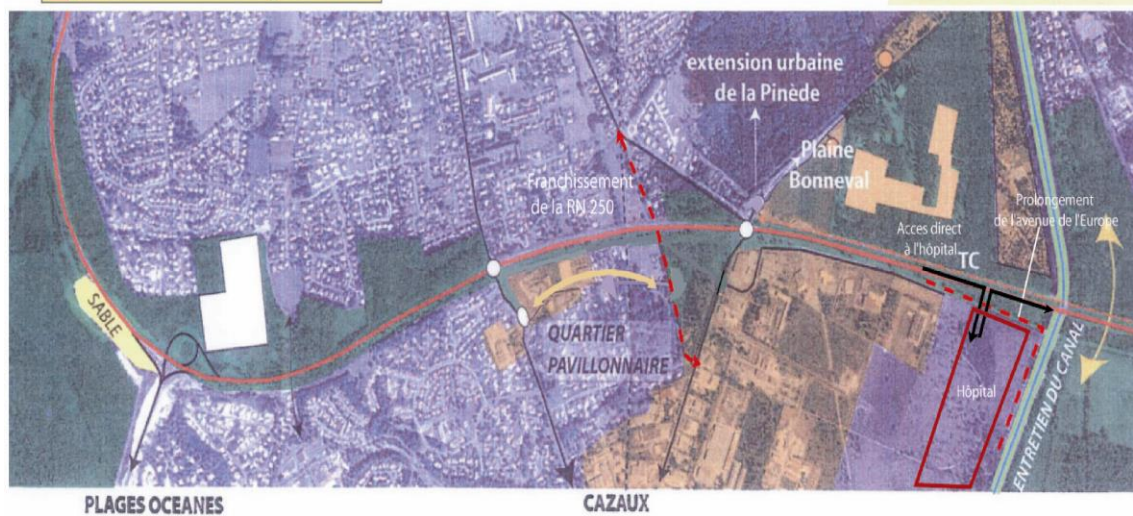 extension urbaine
de la Pinède
Plaine
Bonneval
Franchissement
de la RN 250
Prolongement
de l'avenue de l'Europe
Acces direct
à l'hôpital
TC
SABLE
QUARTIER
PAVILLONNAIRE
Hôpital
ENTRETIEN DU CANAL
PLAGES OCEANES
CAZAUX